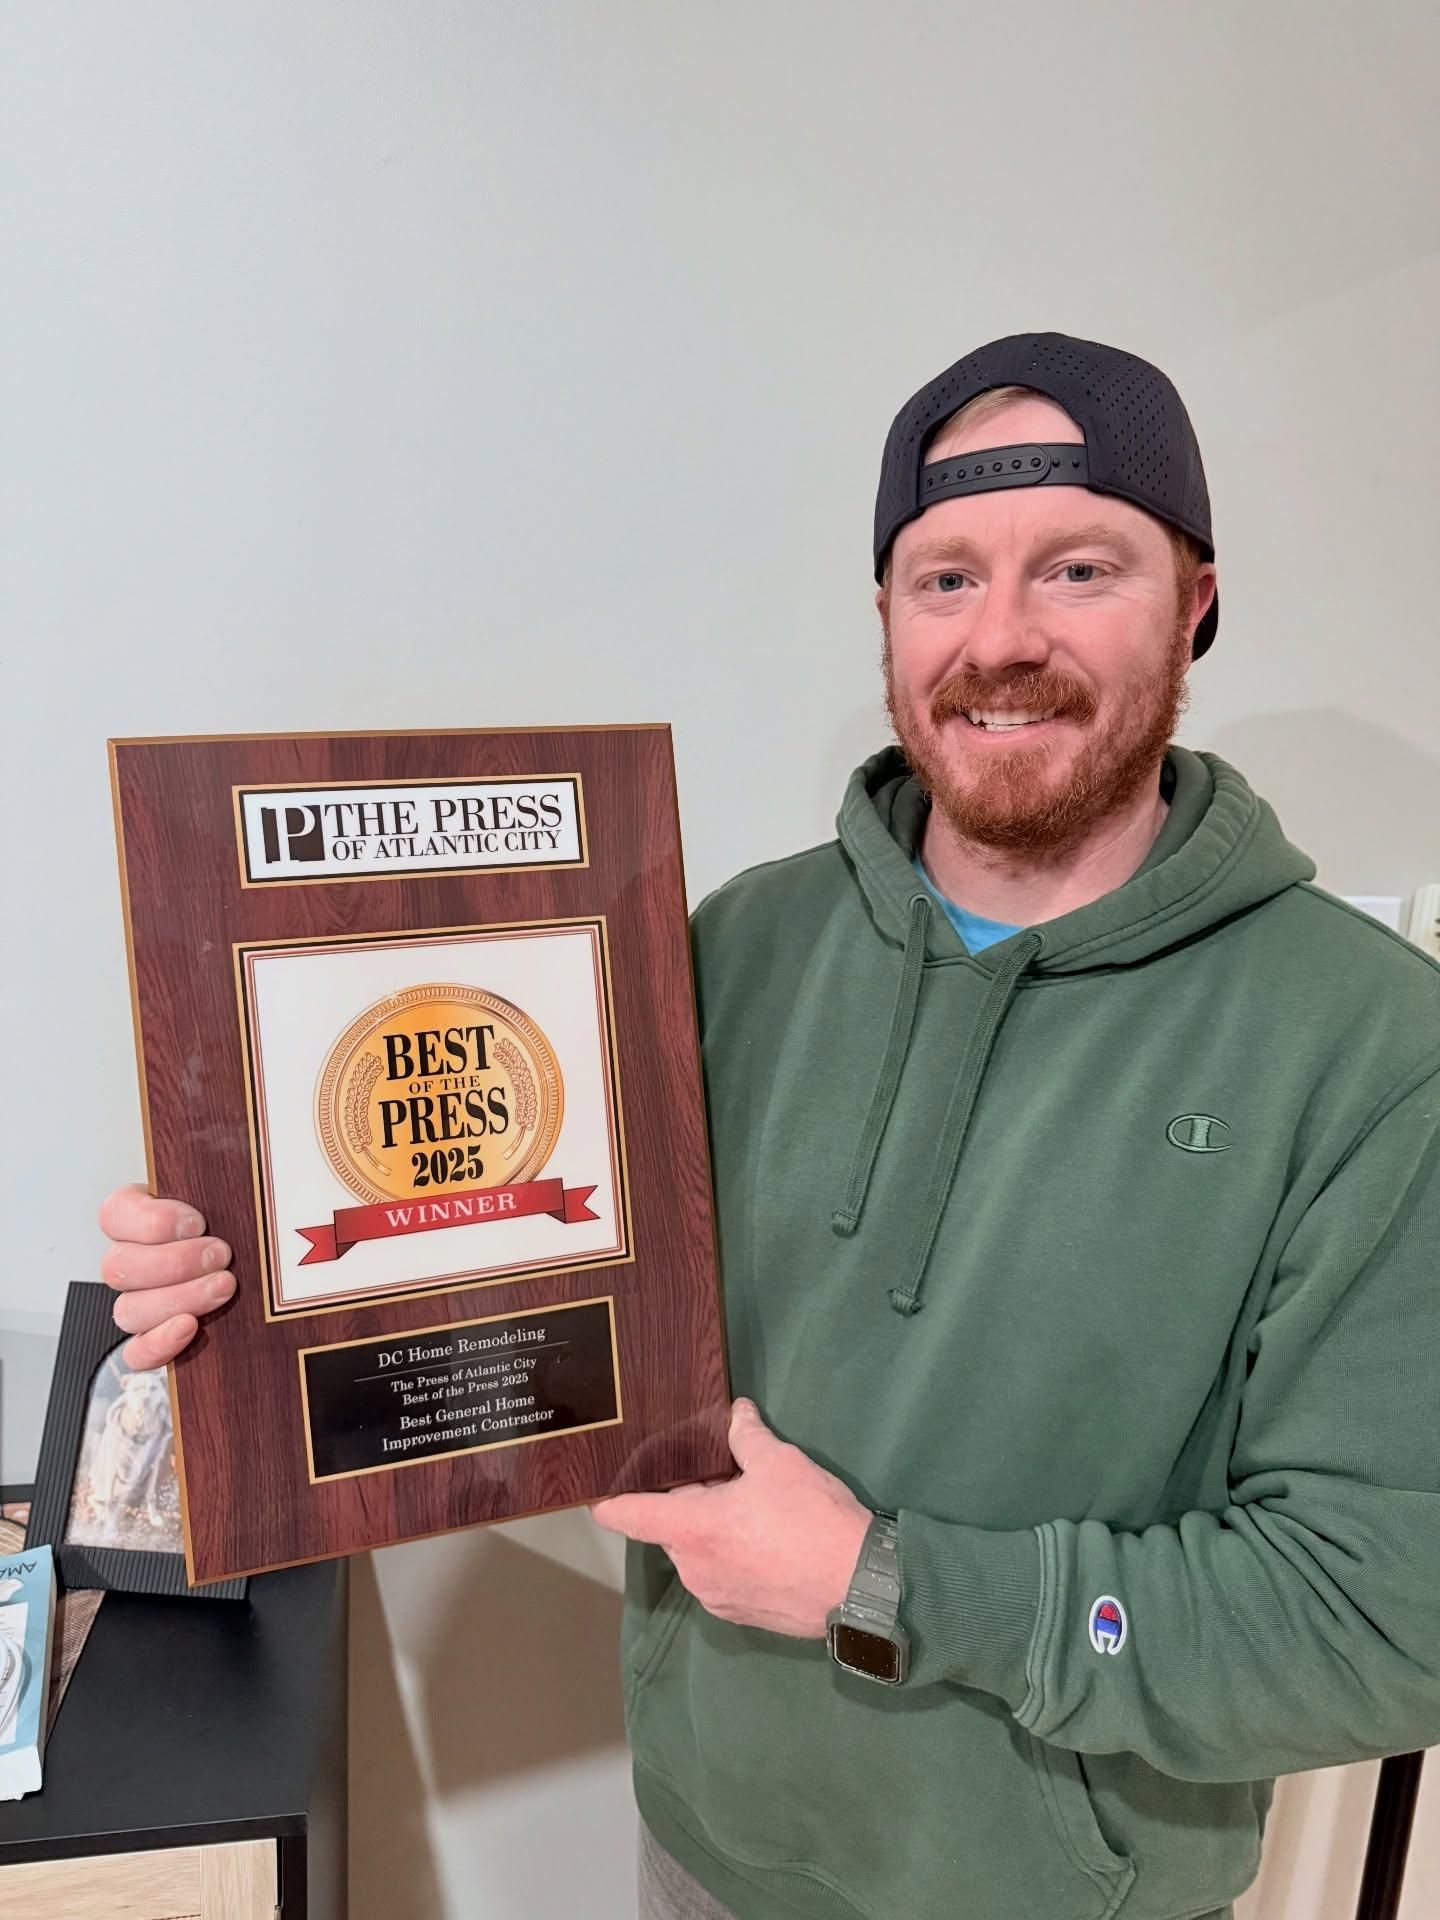 P THE PRESS
OF ATLANTIC CITY
BEST
OF THE
PRESS
2025
WINNER
DC Home Remodeling
The Press of Atlantic City
Best of the Press 2025
Best General Home
Improvement Contractor